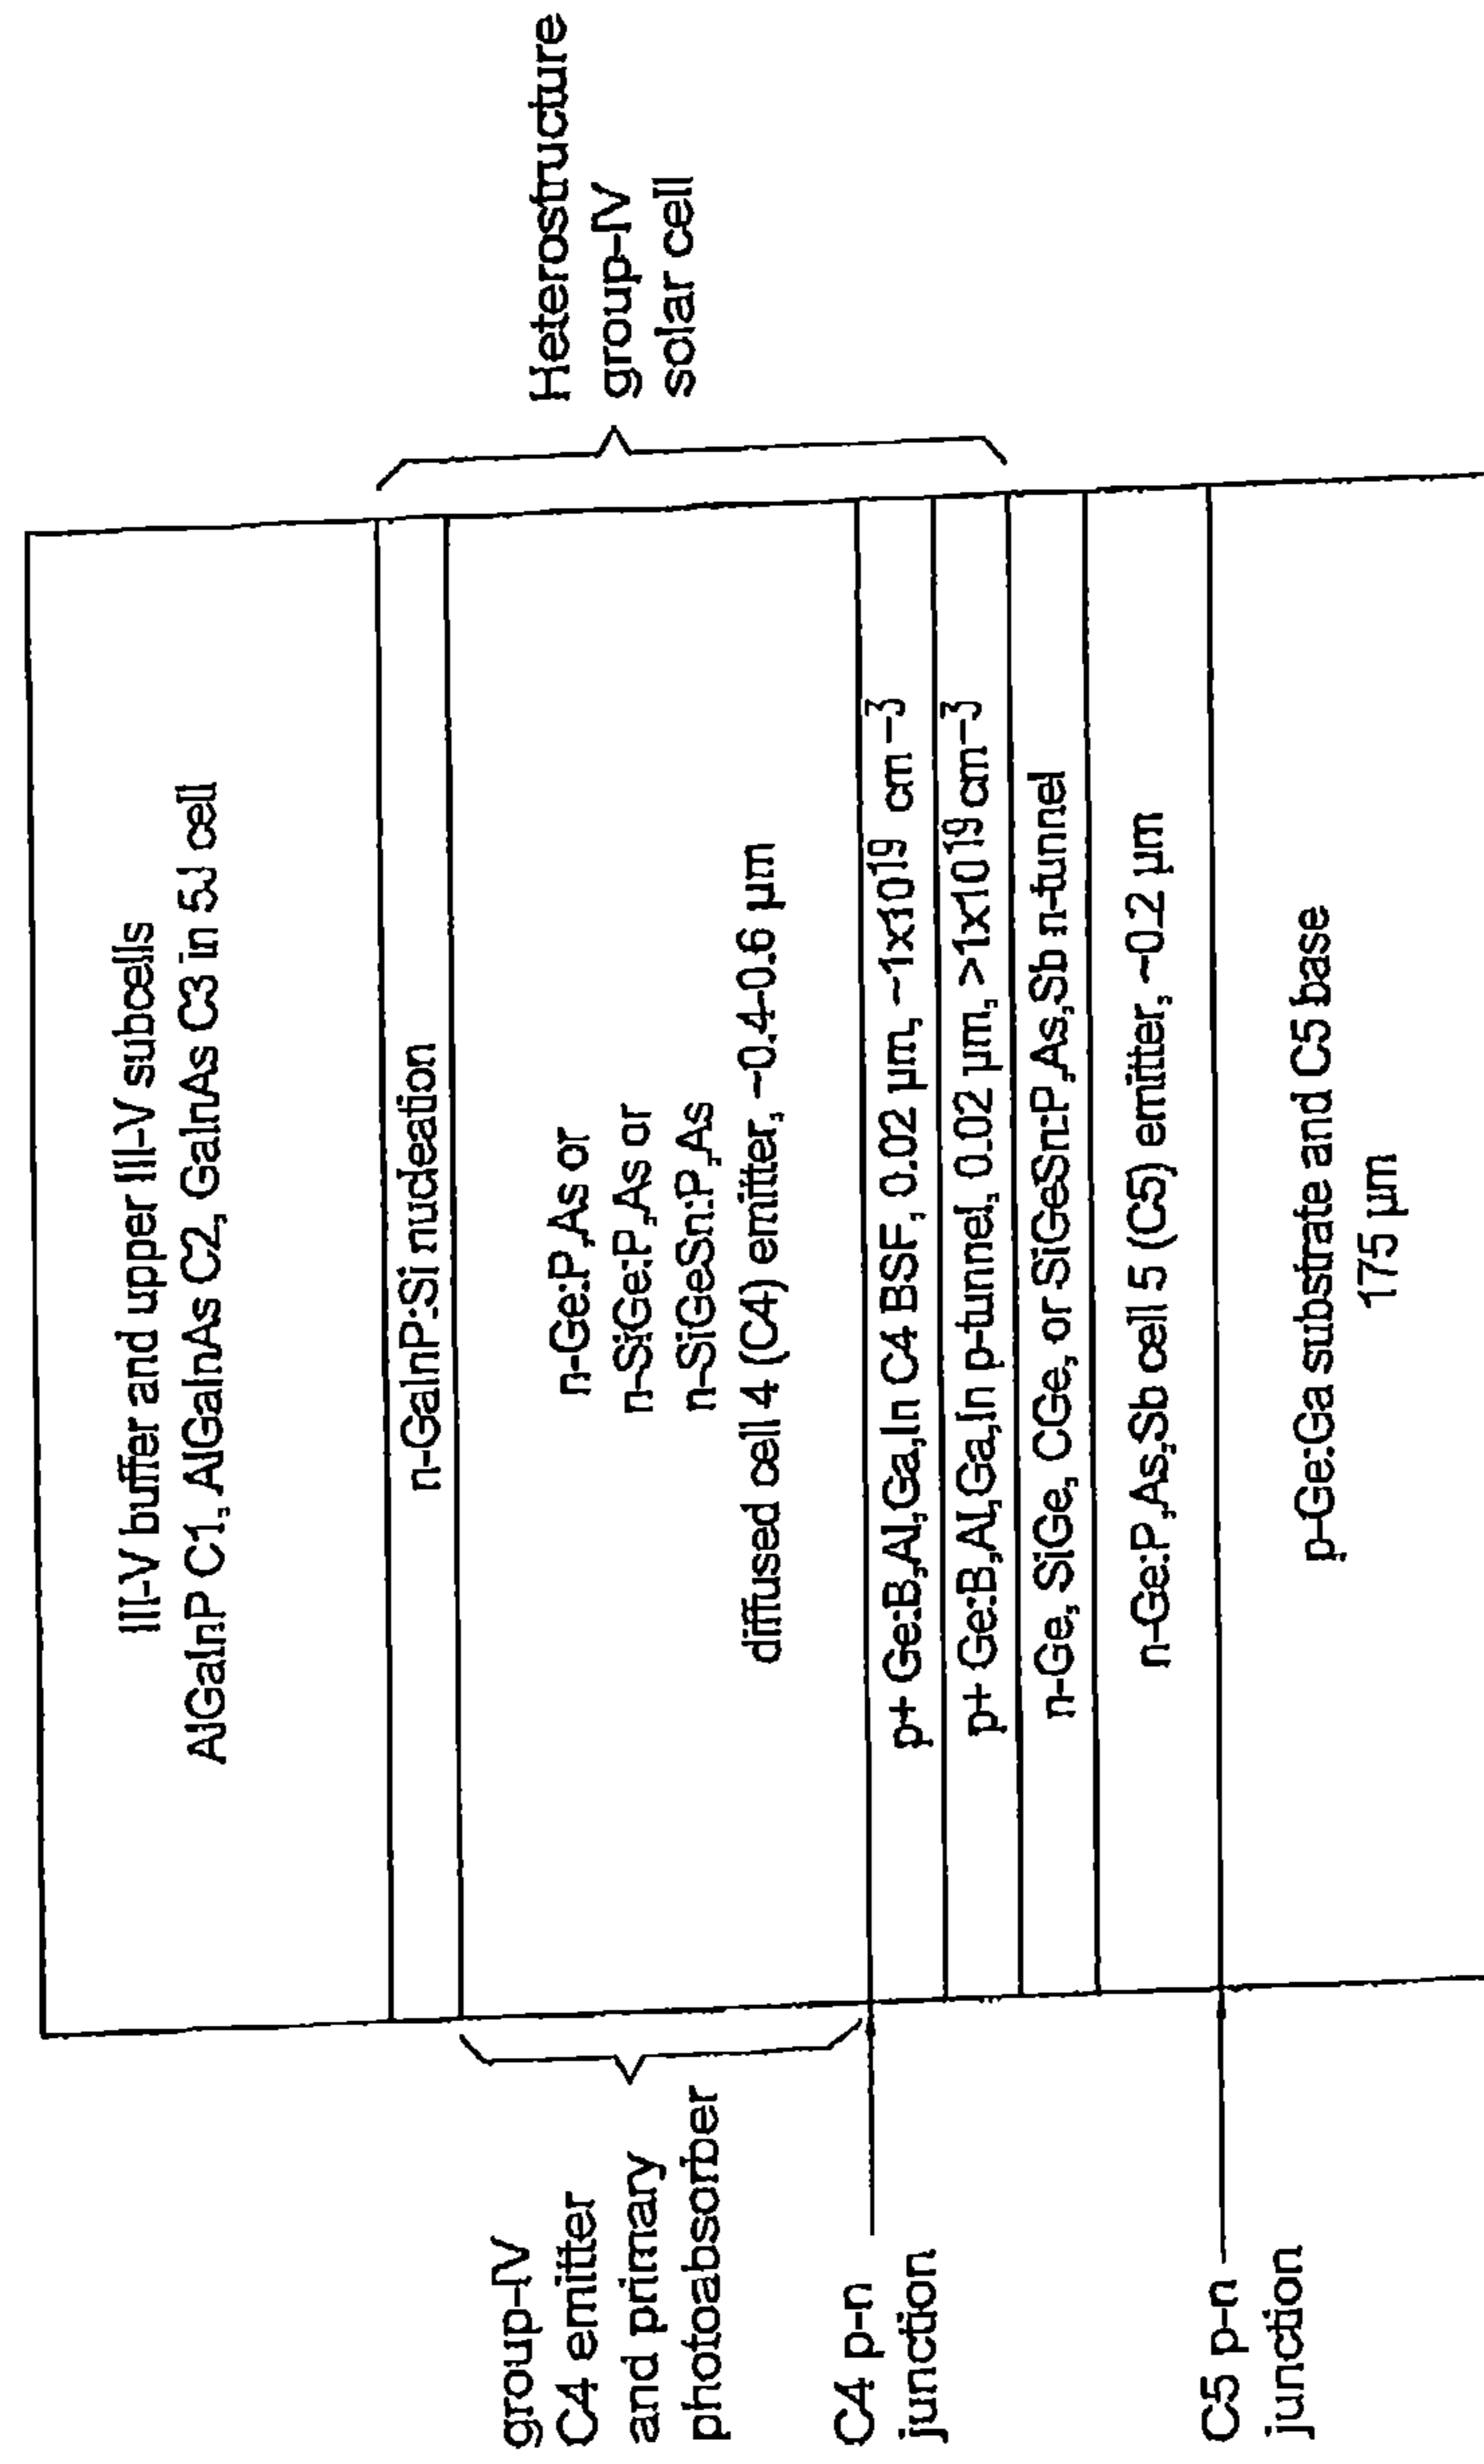 III-V buffer and upper III-V subcells
AlGaInP C1, AlGaInAs C2, GaInAs C3 in 5J cell
n-GaInP:Si nucleation
n-Ge:P,As or
n-SiGe:P,As or
n-SiGeSn:P,As
diffused cell 4 (C4) emitter, ~0.4-0.6 µm
p+ Ge:B,Al,Ga,In C4 BSF, 0.02 µm, ~1x10¹⁹ cm⁻³
p+ Ge:B,Al,Ga,In p-tunnel, 0.02 µm, >1x10¹⁹ cm⁻³
n-Ge, SiGe, CGe, or SiGeSn:P,As,Sb n-tunnel
n-Ge:P,As,Sb cell 5 (C5) emitter, ~0.2 µm
p-Ge:Ga substrate and C5 base
175 µm
group-IV
C4 emitter
and primary
photoabsorber
C4 p-n
junction
C5 p-n
junction
Heterostructure
group-IV
solar cell